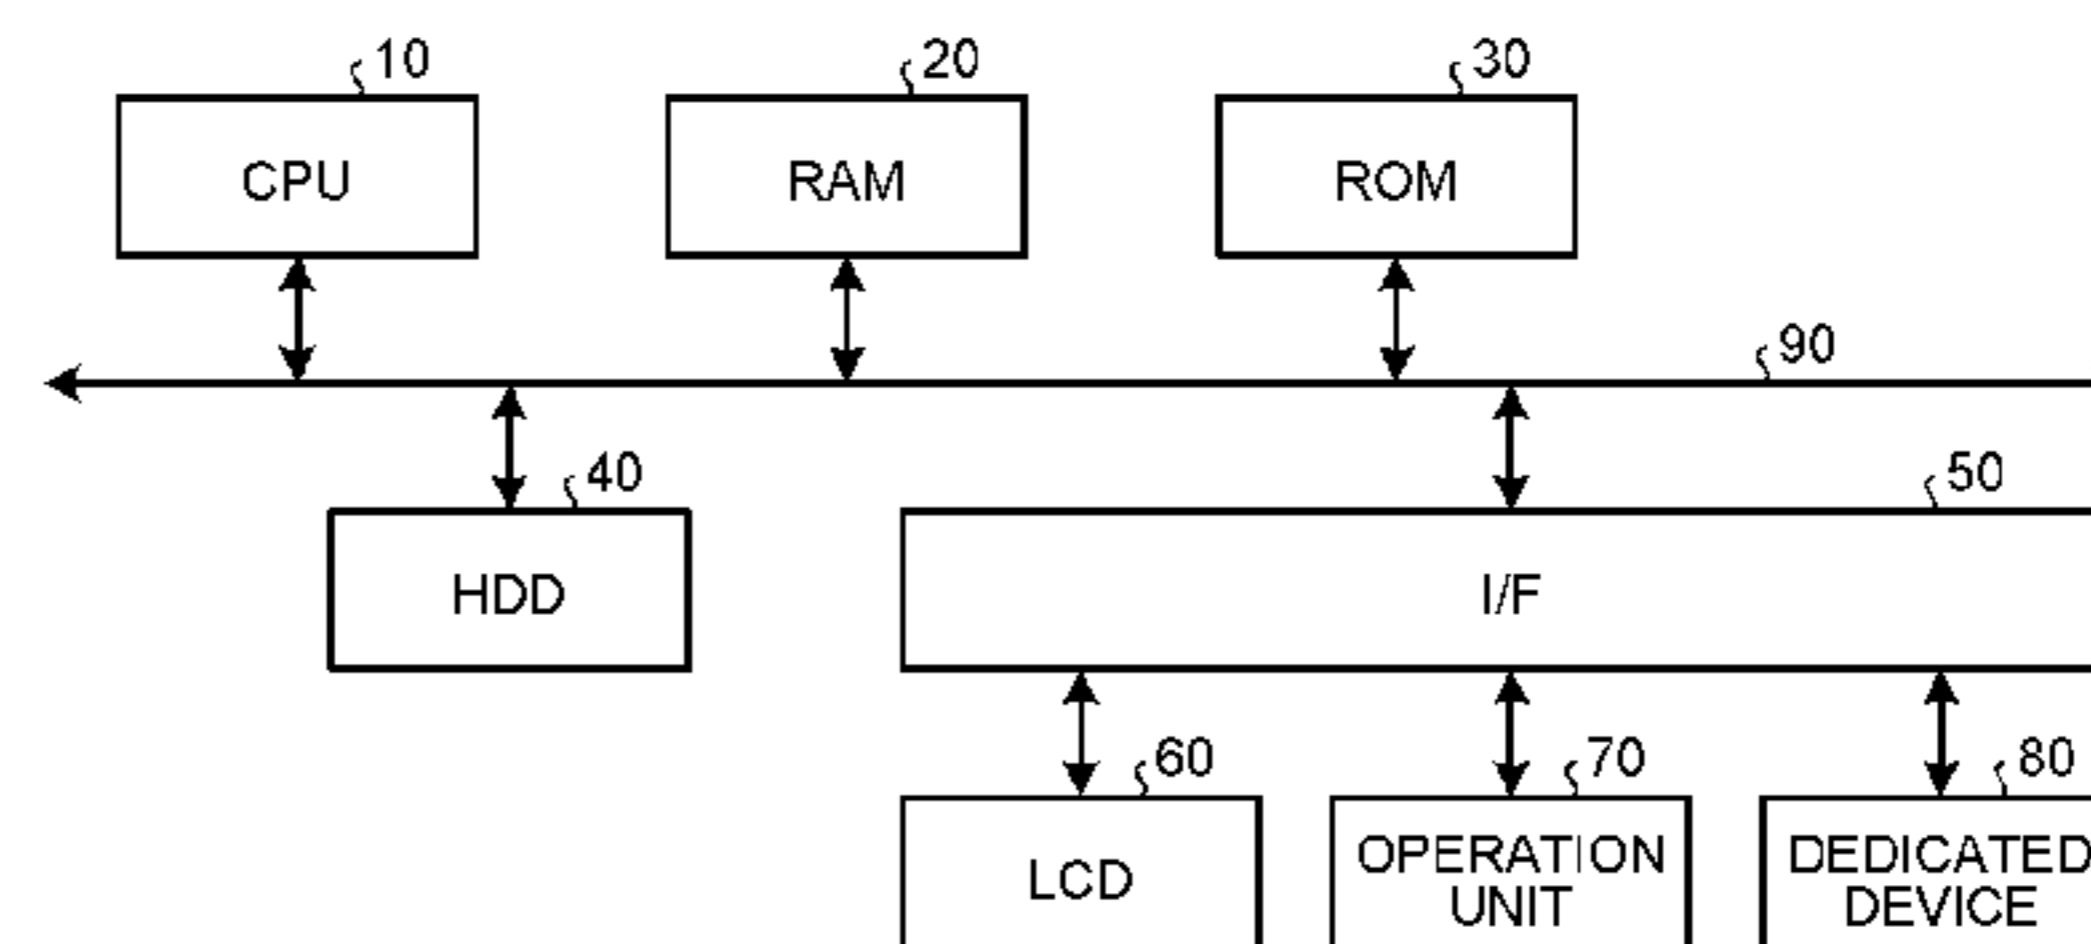 10
20
30
CPU
RAM
ROM
90
40
50
HDD
I/F
60
70
80
LCD
OPERATION
UNIT
DEDICATED
DEVICE